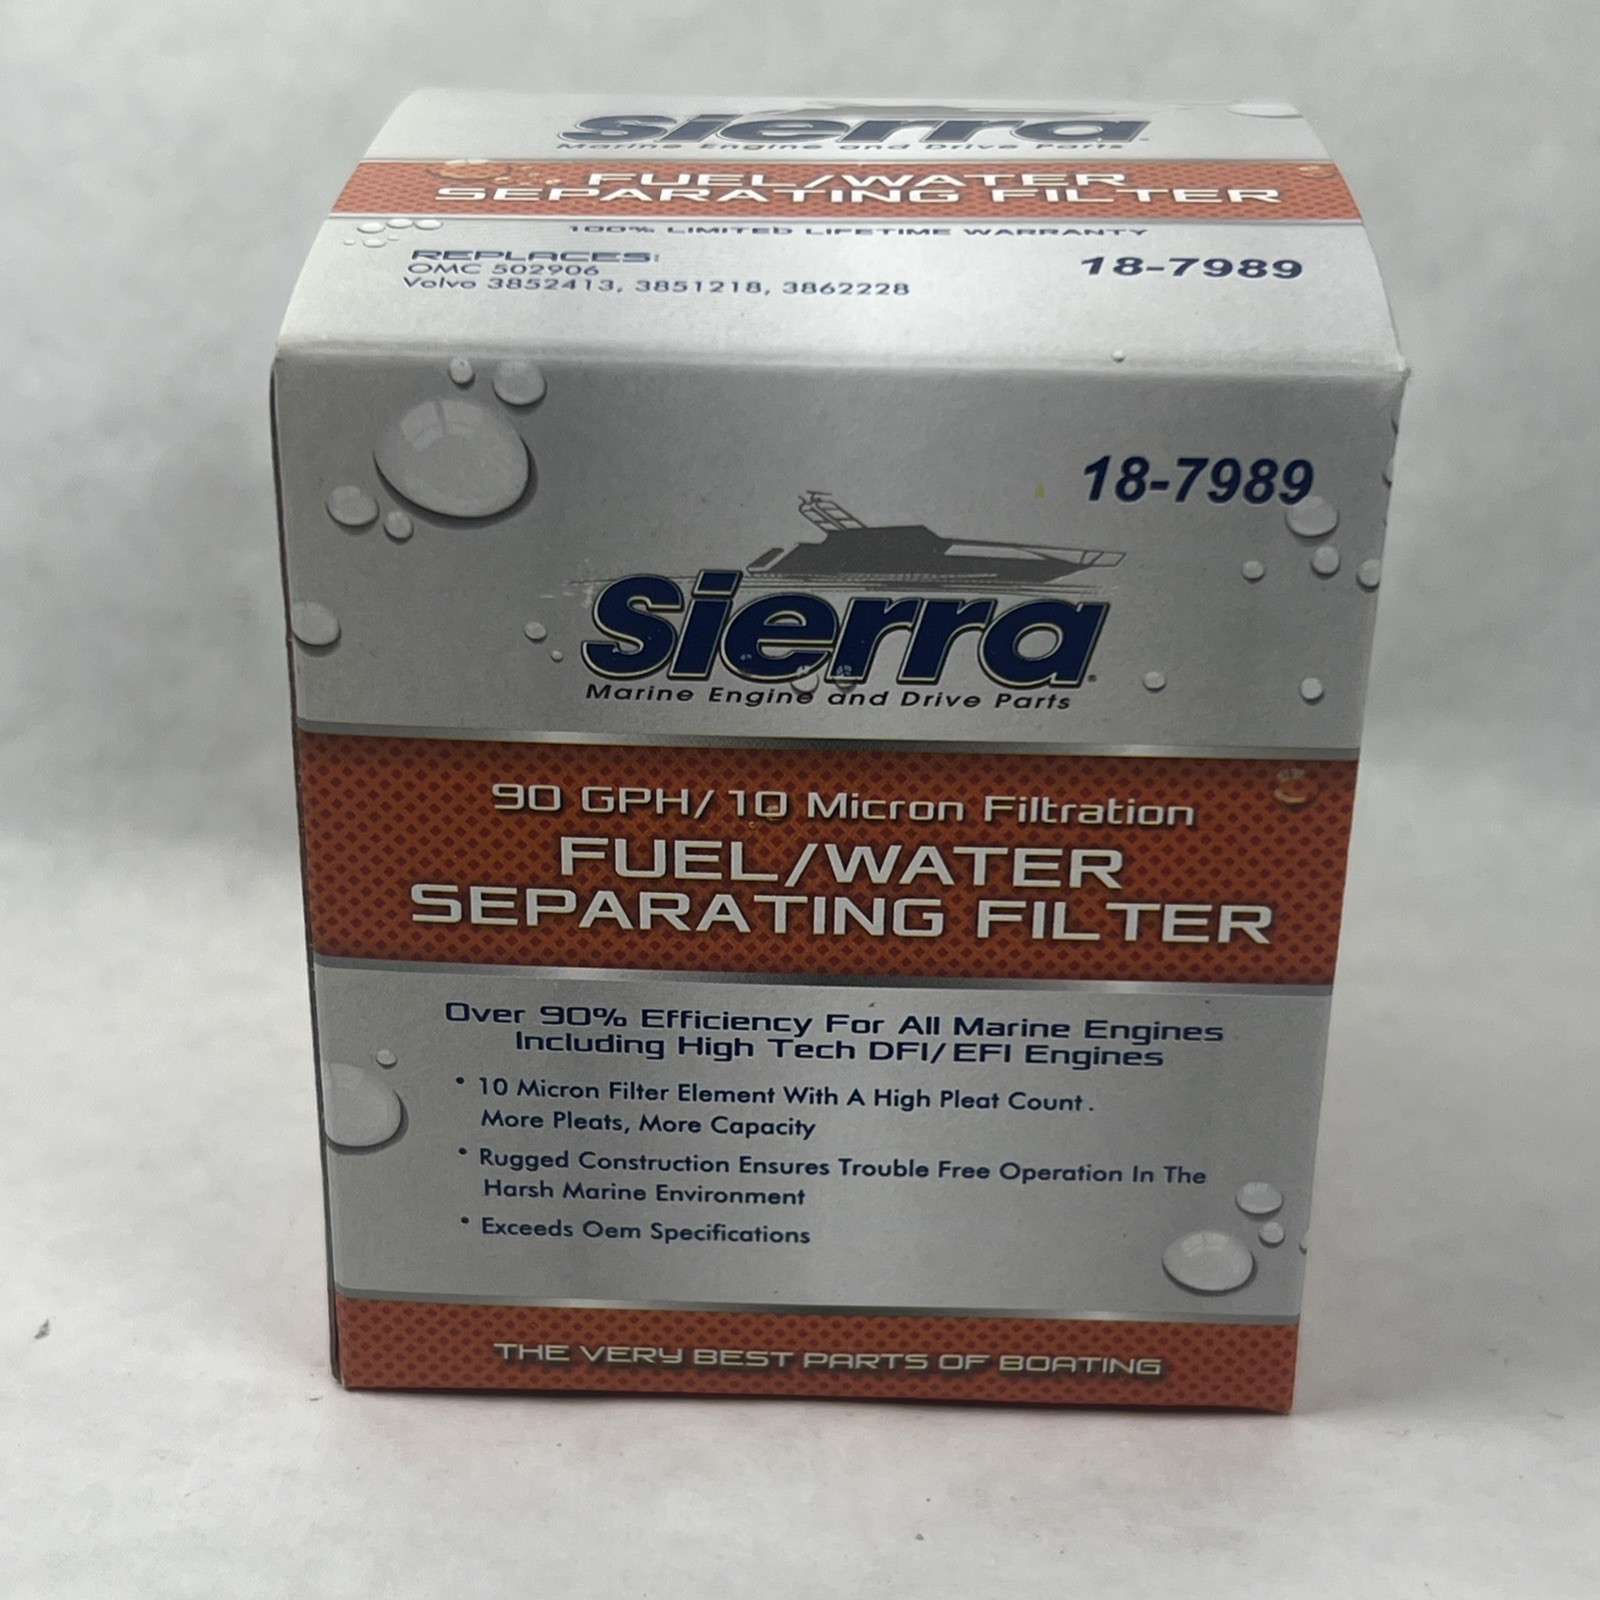 sierra
Marine Engine and Drive Parts
FUEL/WATER
SEPARATING FILTER
100% LIMITED LIFETIME WARRANTY
REPLACES:
OMC 502906
Volvo 3852413, 3851218, 3862228
18-7989
18-7989
sierra
Marine Engine and Drive Parts
90 GPH/10 Micron Filtration
FUEL/WATER
SEPARATING FILTER
Over 90% Efficiency For All Marine Engines
Including High Tech DFI/EFI Engines
• 10 Micron Filter Element With A High Pleat Count.
More Pleats, More Capacity
• Rugged Construction Ensures Trouble Free Operation In The
Harsh Marine Environment
• Exceeds Oem Specifications
THE VERY BEST PARTS OF BOATING